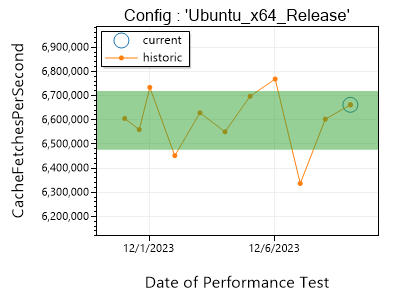 Config : 'Ubuntu_x64_Release'
current
historic
CacheFetchesPerSecond
6,900,000
6,800,000
6,700,000
6,600,000
6,500,000
6,400,000
6,300,000
6,200,000
12/1/2023
12/6/2023
Date of Performance Test